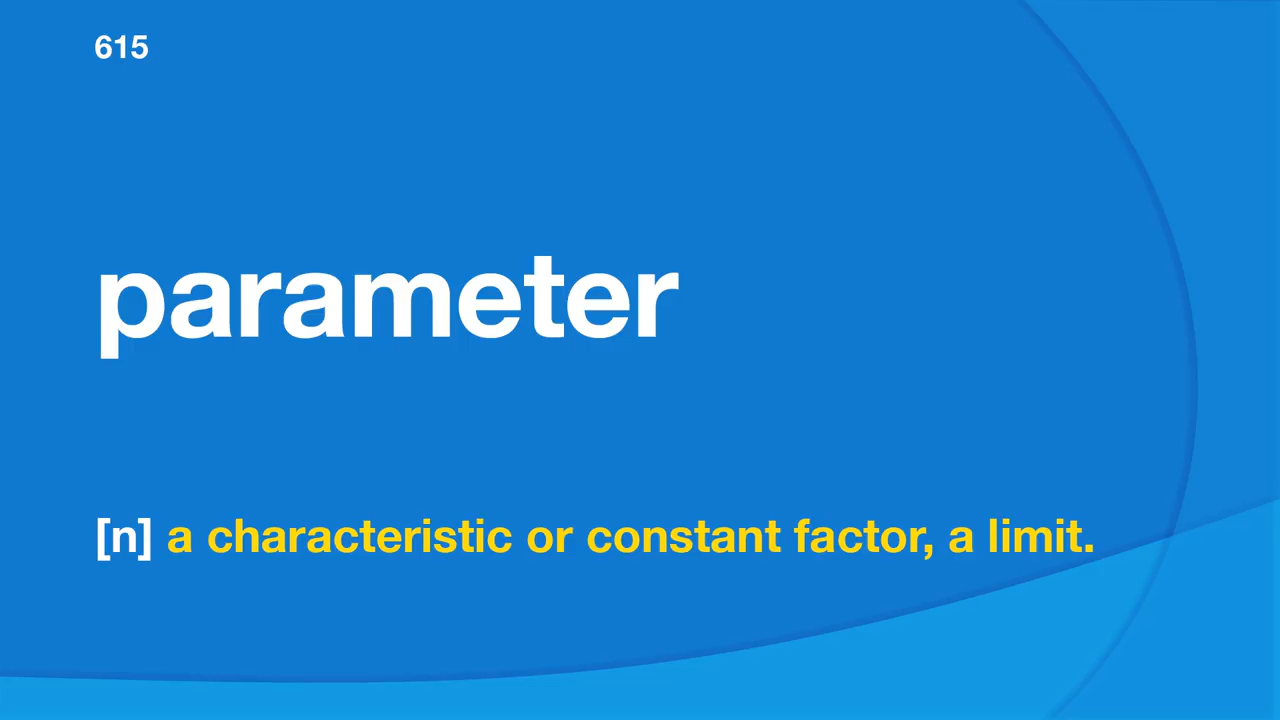 615
parameter
[n] a characteristic or constant factor, a limit.